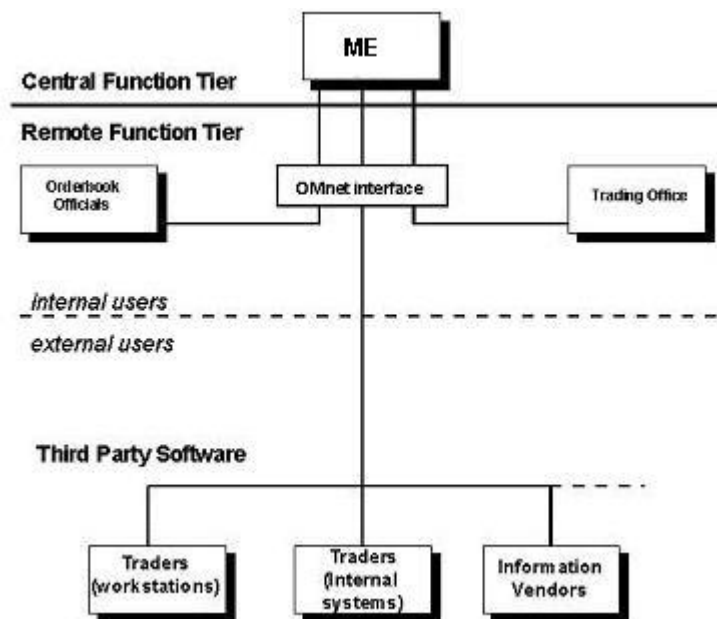 ME
Central Function Tier
Remote Function Tier
Orderbook
Officials
OMnet interface
Trading Office
internal users
external users
Third Party Software
Traders
(workstations)
Traders
(Internal
systems)
Information
Vendors